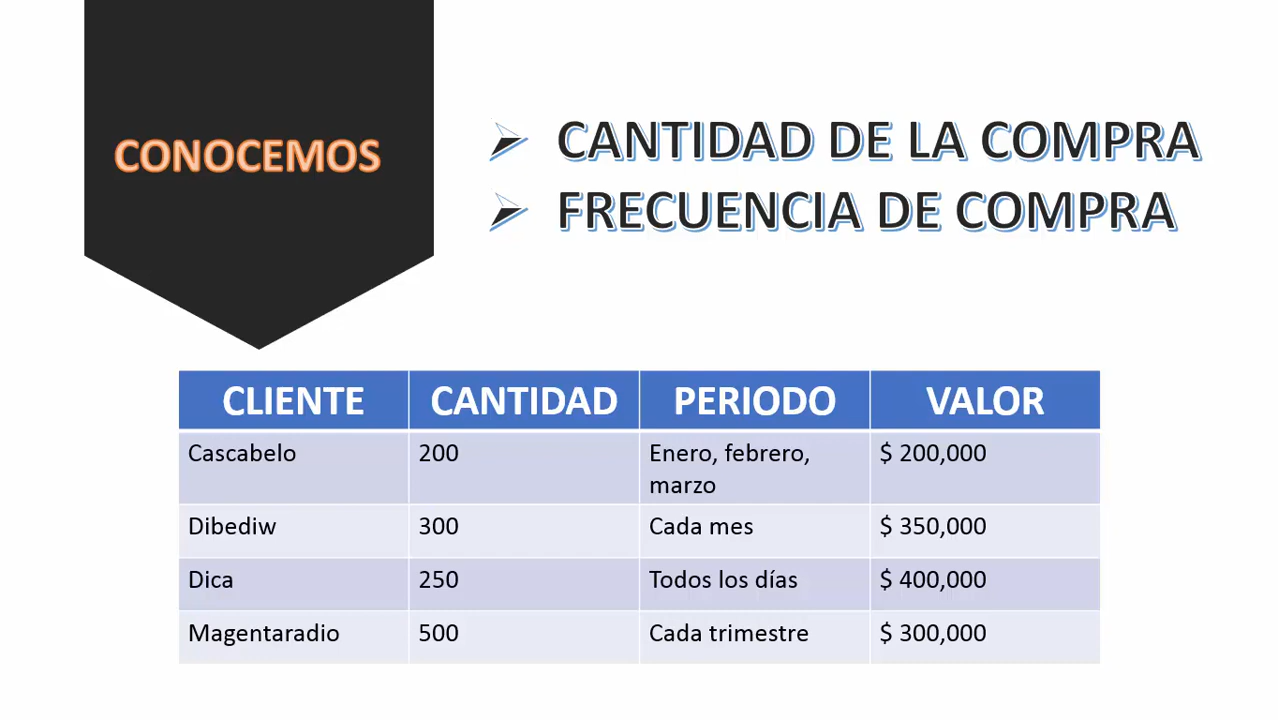 CONOCEMOS
CANTIDAD DE LA COMPRA
FRECUENCIA DE COMPRA
CLIENTE CANTIDAD PERIODO VALOR
Cascabelo 200 Enero, febrero, $ 200,000
marzo
Dibediw 300 Cada mes $ 350,000
Dica 250 Todos los días $ 400,000
Magentaradio 500 Cada trimestre $ 300,000